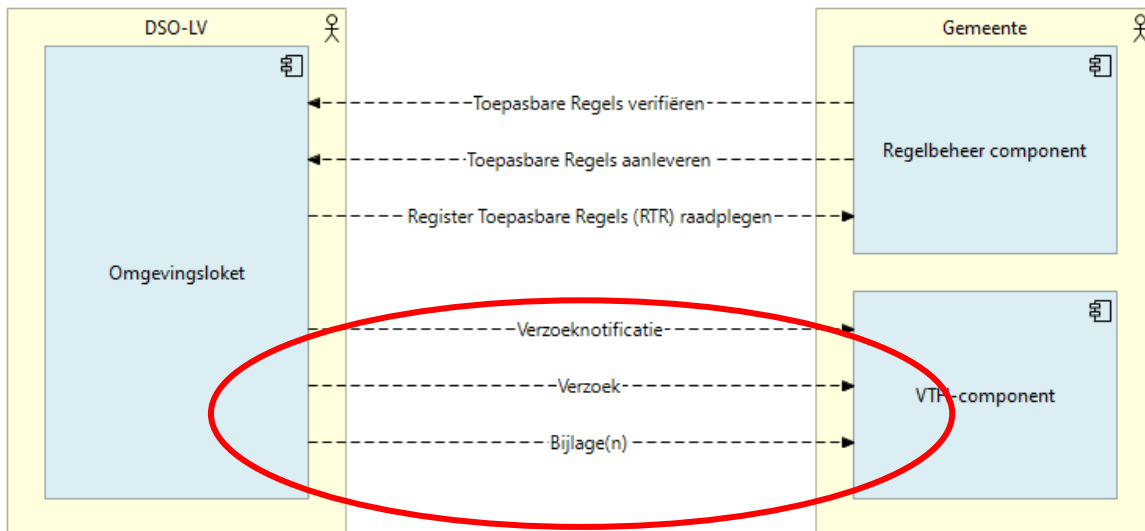 DSO-LV
Gemeente
Toepasbare Regels verifiëren
Toepasbare Regels aanleveren
Regelbeheer component
Register Toepasbare Regels (RTR) raadplegen
Omgevingsloket
Verzoeknotificatie
Verzoek
VTH-component
Bijlage(n)